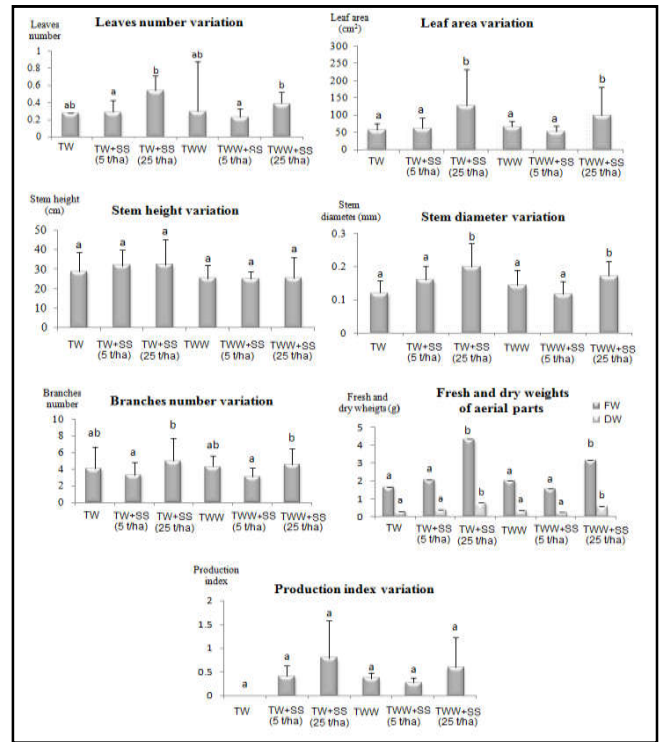 Leaves number variation
Leaves
number
1
0.8
0.6
0.4
0.2
0
ab
a
b
ab
a
b
TW
TW+SS
(5 t/ha)
TW+SS
(25 t/ha)
TWW
TWW+SS
(5 t/ha)
TWW+SS
(25 t/ha)
Leaf area variation
Leaf area
(cm²)
300
250
200
150
100
50
0
a
a
b
a
a
b
TW
TW+SS
(5 t/ha)
TW+SS
(25 t/ha)
TWW
TWW+SS
(5 t/ha)
TWW+SS
(25 t/ha)
Stem height variation
Stem height
(cm)
50
40
30
20
10
0
a
a
a
a
a
a
TW
TW+SS
(5 t/ha)
TW+SS
(25 t/ha)
TWW
TWW+SS
(5 t/ha)
TWW+SS
(25 t/ha)
Stem diameter variation
Stem
diameter (mm)
0.3
0.2
0.1
0
a
a
b
a
a
b
TW
TW+SS
(5 t/ha)
TW+SS
(25 t/ha)
TWW
TWW+SS
(5 t/ha)
TWW+SS
(25 t/ha)
Branches number variation
Branches
number
10
8
6
4
2
0
ab
a
b
ab
a
b
TW
TW+SS
(5 t/ha)
TW+SS
(25 t/ha)
TWW
TWW+SS
(5 t/ha)
TWW+SS
(25 t/ha)
Fresh and dry weights
of aerial parts
Fresh and
dry wheigts (g)
FW
DW
5
4
3
2
1
0
a
a
a
a
b
b
a
a
a
a
b
b
TW
TW+SS
(5 t/ha)
TW+SS
(25 t/ha)
TWW
TWW+SS
(5 t/ha)
TWW+SS
(25 t/ha)
Production index variation
Production
index
2
1.5
1
0.5
0
a
a
a
a
a
a
TW
TW+SS
(5 t/ha)
TW+SS
(25 t/ha)
TWW
TWW+SS
(5 t/ha)
TWW+SS
(25 t/ha)